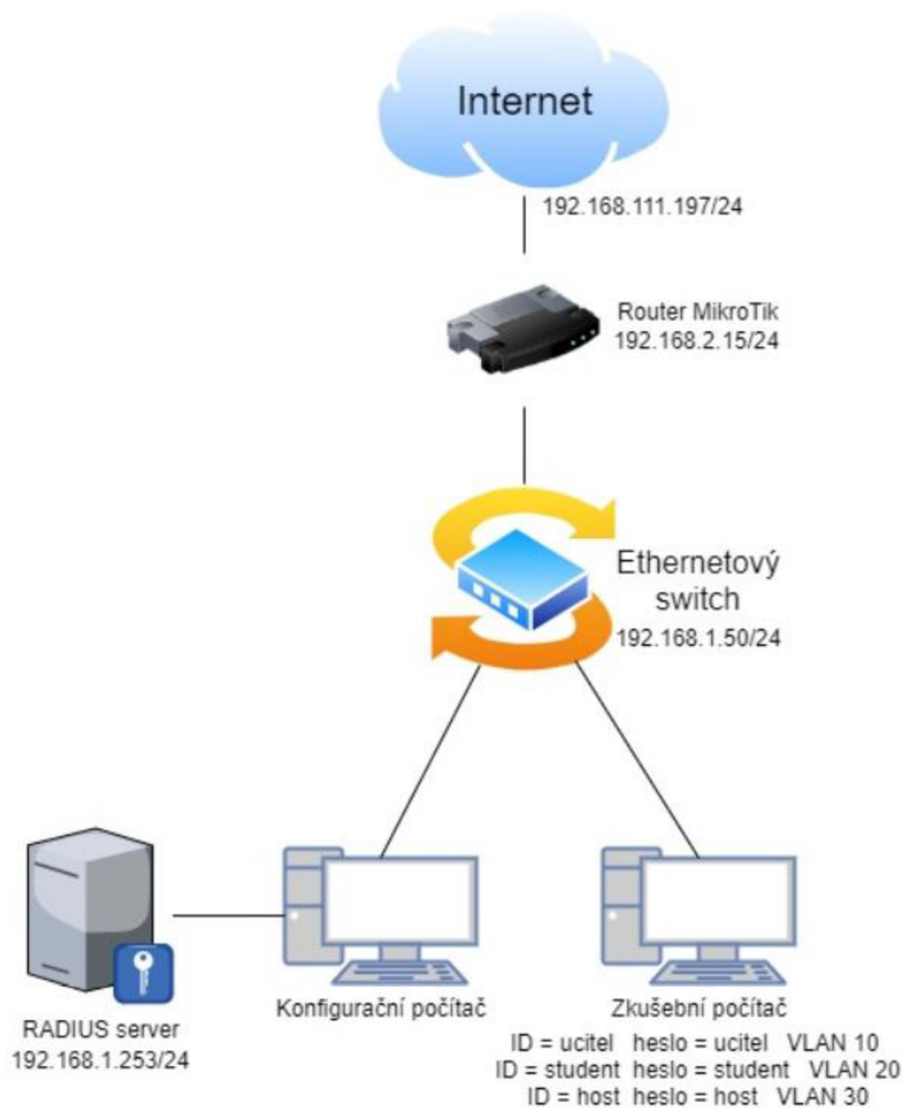 Internet
192.168.111.197/24
Router MikroTik
192.168.2.15/24
Ethernetový
switch
192.168.1.50/24
RADIUS server
192.168.1.253/24
Konfigurační počítač
Zkušební počítač
ID = ucitel heslo = ucitel VLAN 10
ID = student heslo = student VLAN 20
ID = host heslo = host VLAN 30